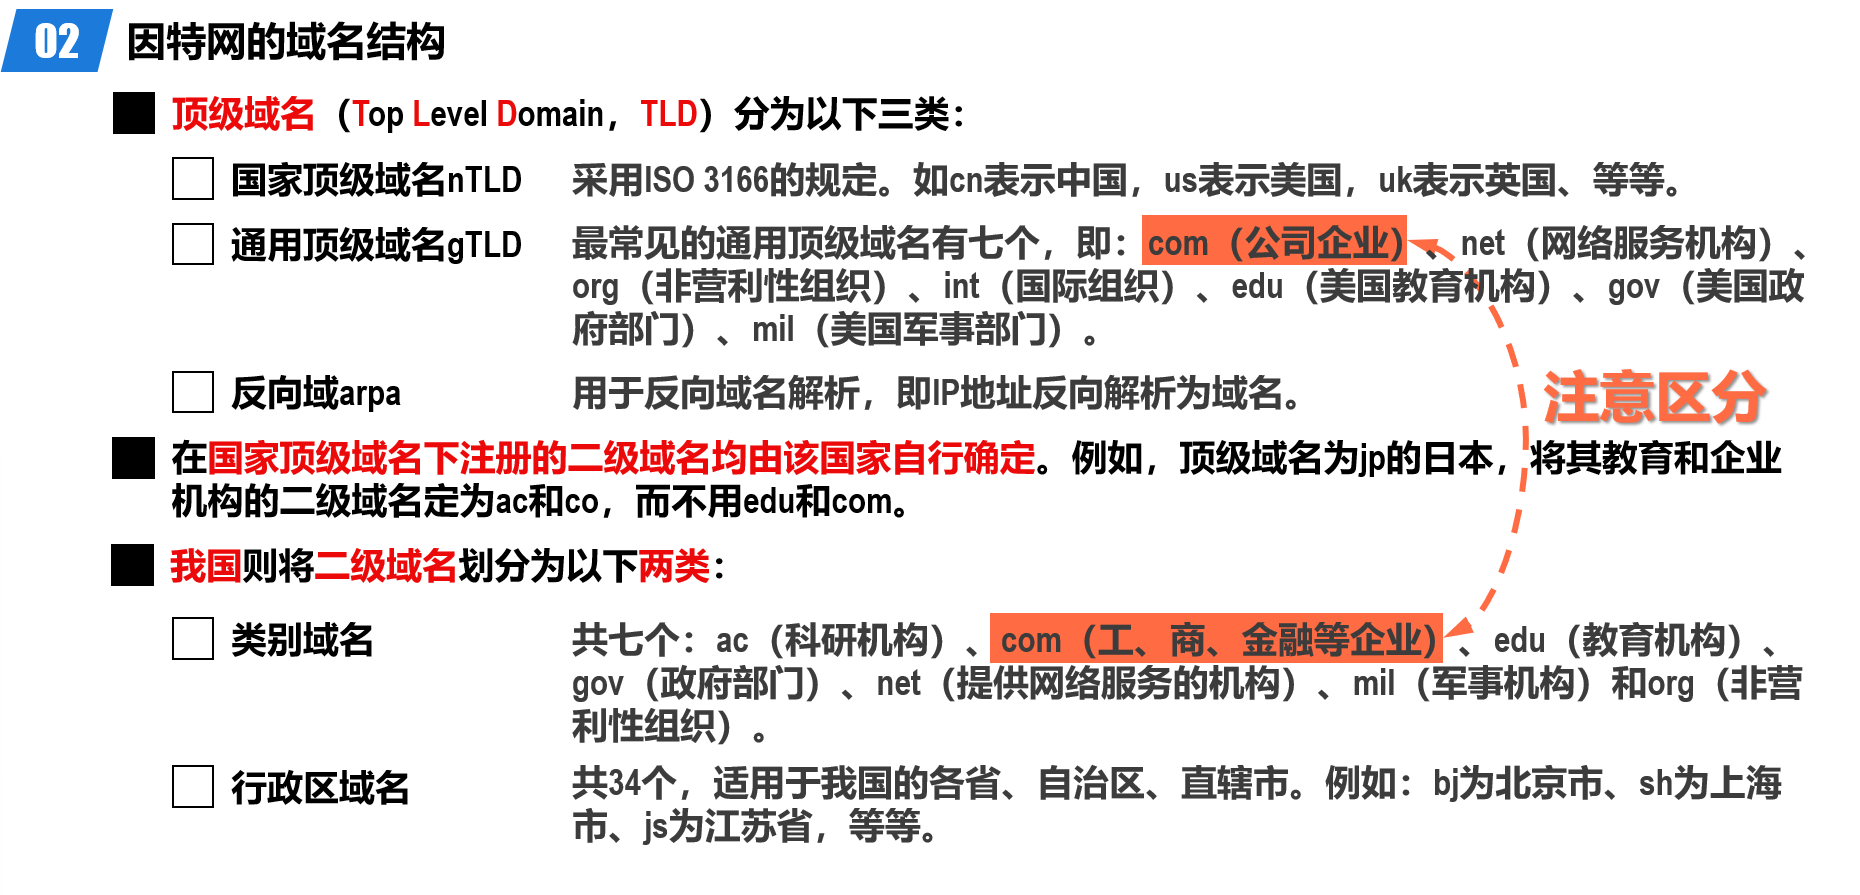 02 因特网的域名结构
顶级域名（Top Level Domain，TLD）分为以下三类：
国家顶级域名nTLD 采用ISO 3166的规定。如cn表示中国，us表示美国，uk表示英国、等等。
通用顶级域名gTLD 最常见的通用顶级域名有七个，即：com（公司企业）、net（网络服务机构）、
org（非营利性组织）、int（国际组织）、edu（美国教育机构）、gov（美国政
府部门）、mil（美国军事部门）。
反向域arpa 用于反向域名解析，即IP地址反向解析为域名。
注意区分
在国家顶级域名下注册的二级域名均由该国家自行确定。例如，顶级域名为jp的日本，将其教育和企业
机构的二级域名定为ac和co，而不用edu和com。
我国则将二级域名划分为以下两类：
类别域名 共七个：ac（科研机构）、com（工、商、金融等企业）、edu（教育机构）、
gov（政府部门）、net（提供网络服务的机构）、mil（军事机构）和org（非营
利性组织）。
行政区域名 共34个，适用于我国的各省、自治区、直辖市。例如：bj为北京市、sh为上海
市、js为江苏省，等等。